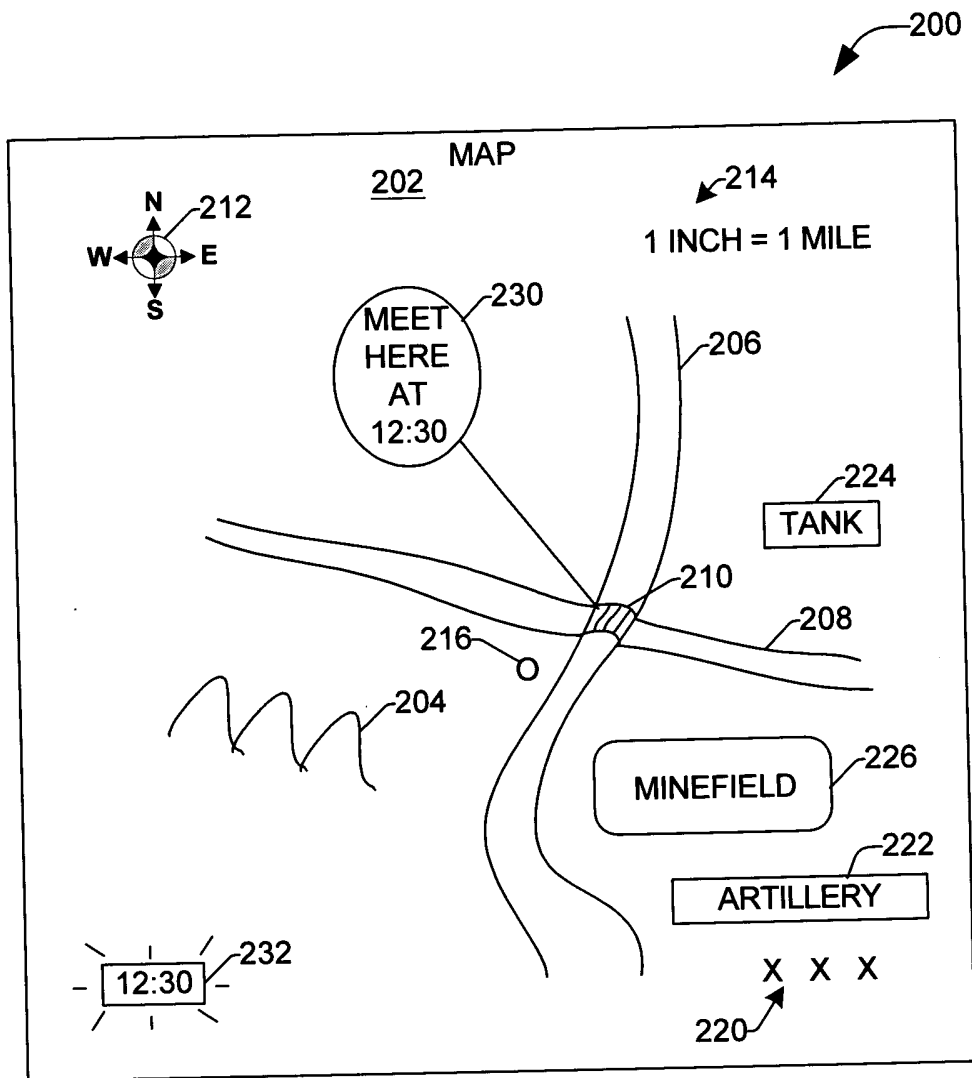 200
MAP
202
214
1 INCH = 1 MILE
N
212
W
E
S
230
MEET
HERE
AT
12:30
206
224
TANK
210
208
216
204
MINEFIELD
226
222
ARTILLERY
232
12:30
X X X
220